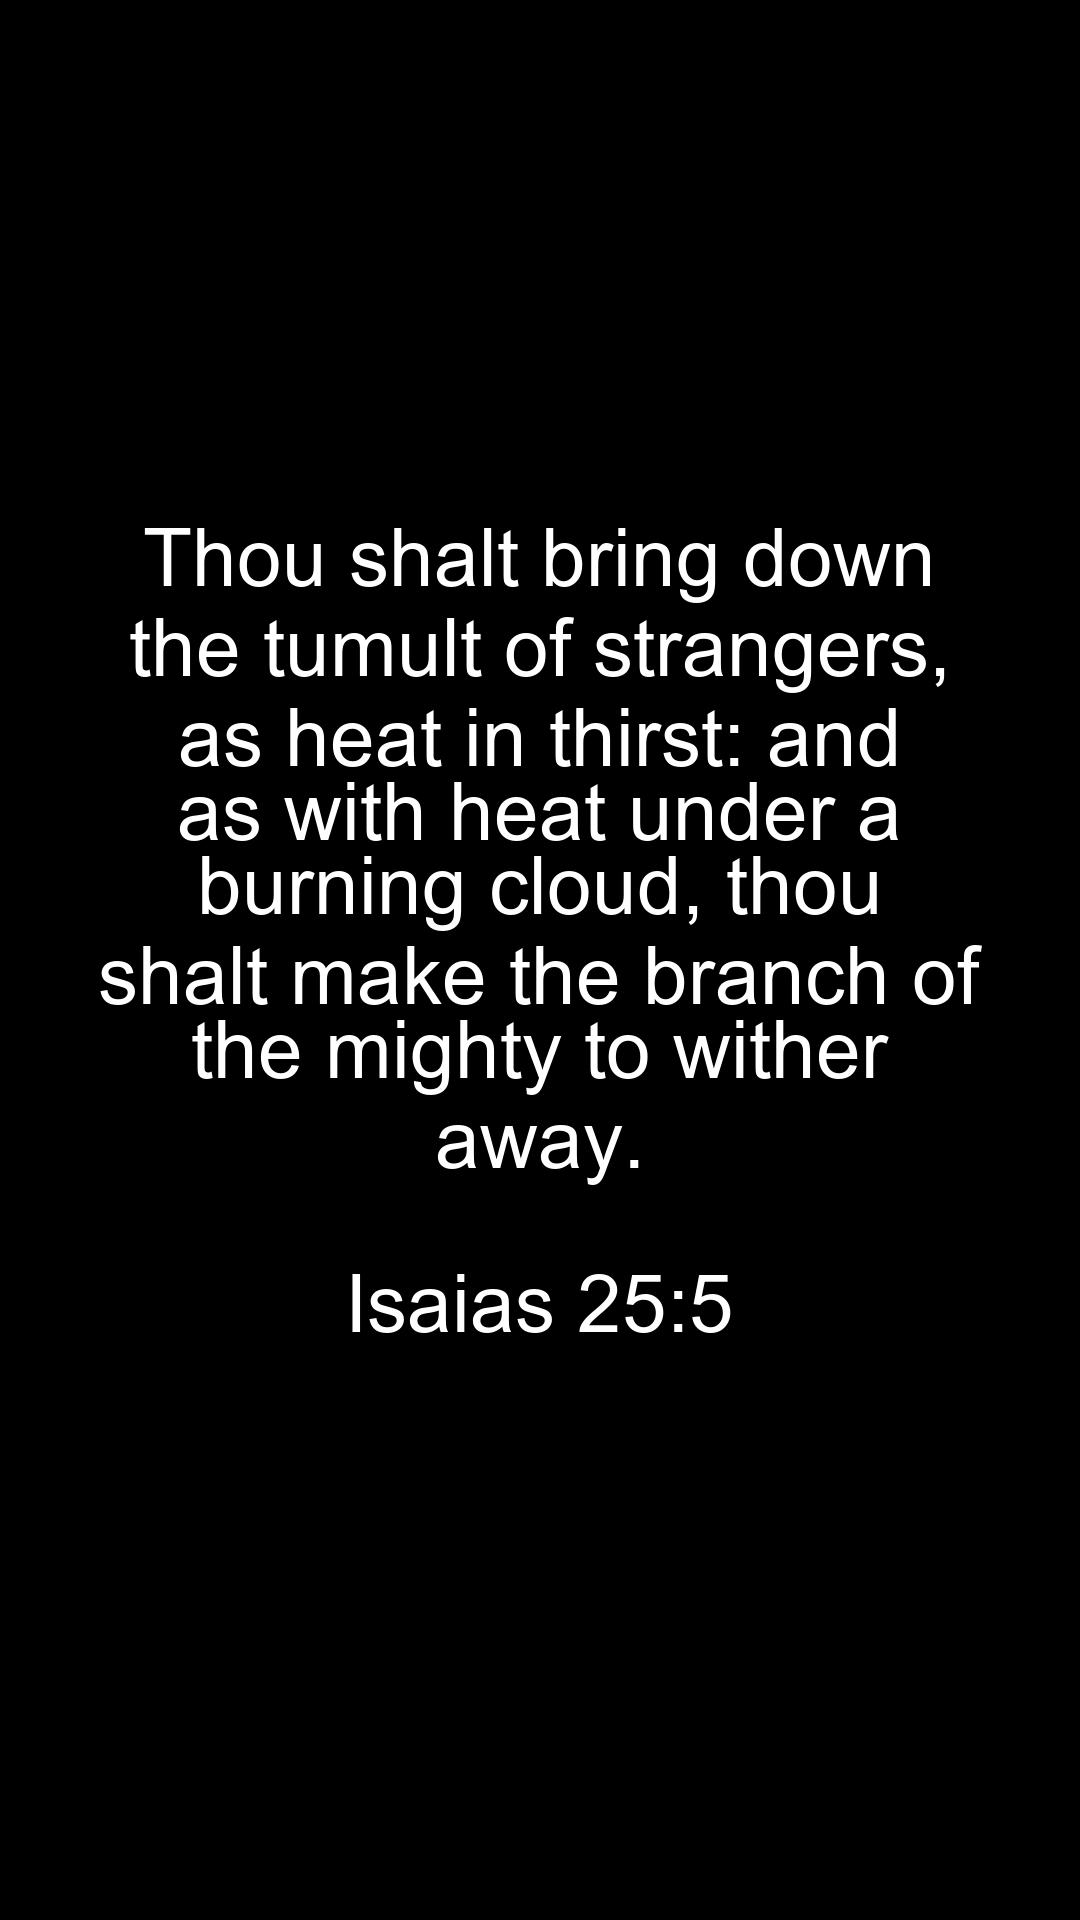 Thou shalt bring down
the tumult of strangers,
as heat in thirst: and
as with heat under a
burning cloud, thou
shalt make the branch of
the mighty to wither
away.
Isaias 25:5